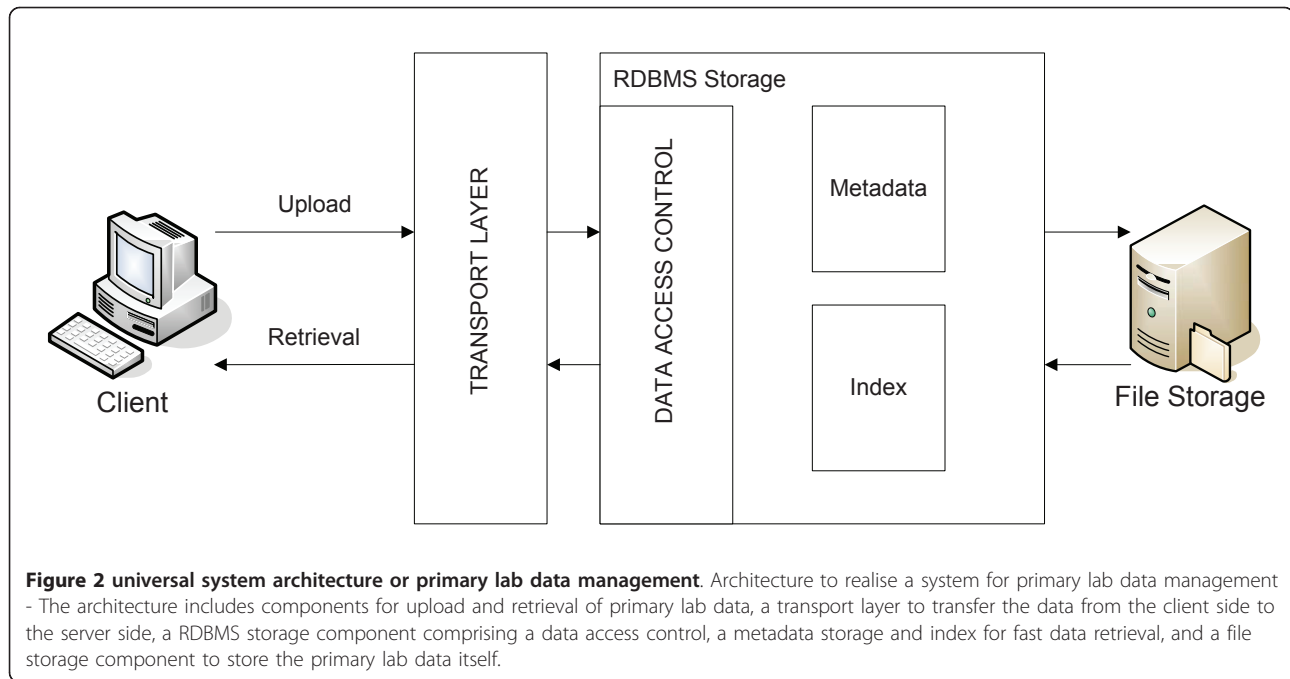 RDBMS Storage
TRANSPORT LAYER
DATA ACCESS CONTROL
Metadata
Upload
Retrieval
Index
Client
File Storage
Figure 2 universal system architecture or primary lab data management. Architecture to realise a system for primary lab data management
- The architecture includes components for upload and retrieval of primary lab data, a transport layer to transfer the data from the client side to
the server side, a RDBMS storage component comprising a data access control, a metadata storage and index for fast data retrieval, and a file
storage component to store the primary lab data itself.